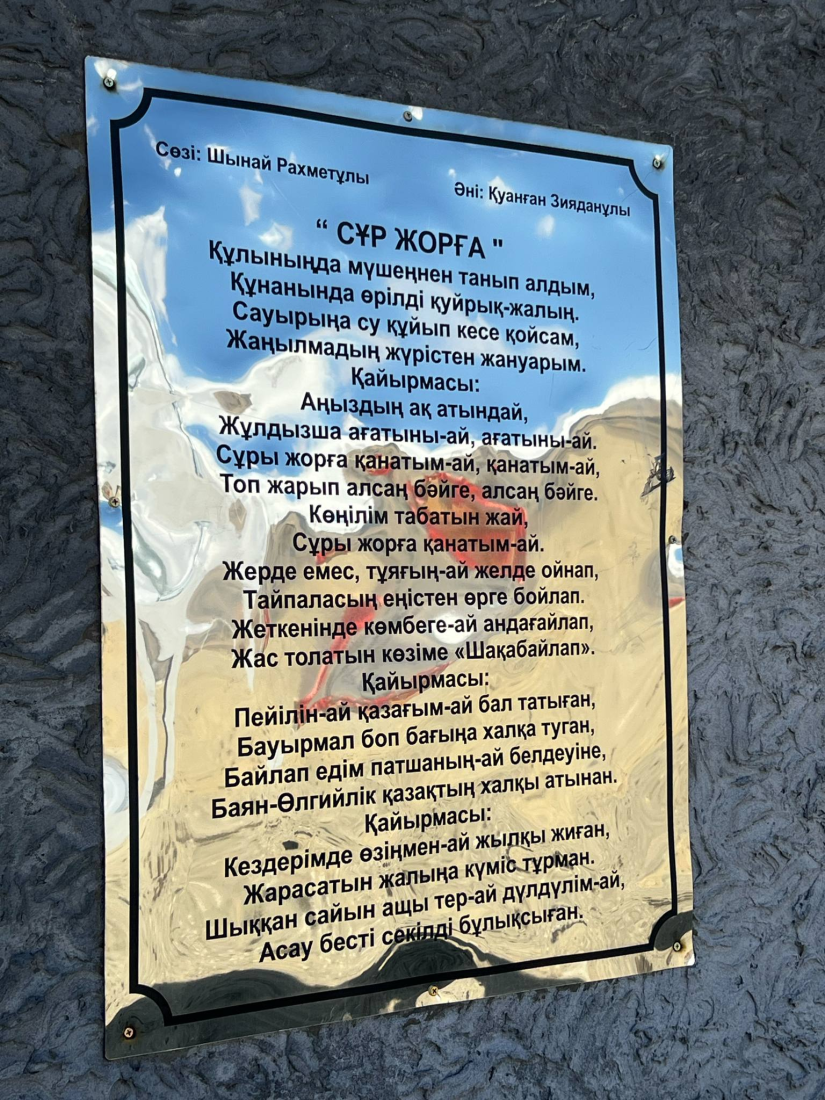 Сөзі: Шынай Рахметұлы
Әні: Қуанған Зияданұлы
“ СҰР ЖОРҒА "
Құлыныңда мүшеңнен танып алдым,
Құнанында өрілді құйрық-жалың.
Сауырыңа су құйып кесе қойсам,
Жаңылмадың жүрістен жануарым.
Қайырмасы:
Аңыздың ақ атындай,
Жұлдызша ағатыны-ай, ағатыны-ай.
Сұры жорға қанатым-ай, қанатым-ай,
Топ жарып алсаң бәйге, алсаң бәйге.
Көңілім табатын жай,
Сұры жорға қанатым-ай.
Жерде емес, тұяғың-ай желде ойнап,
Тайпаласың еңістен өрге бойлап.
Жеткенінде көмбеге-ай андағайлап,
Жас толатын көзіме «Шақабайлап».
Қайырмасы:
Пейілін-ай қазағым-ай бал татыған,
Бауырмал боп бағыңа халқа туған,
Байлап едім патшаның-ай белдеуіне,
Баян-Өлгийлік қазақтың халқы атынан.
Қайырмасы:
Кездерімде өзіңмен-ай жылқы жиған,
Жарасатын жалыңа күміс тұрман.
Шыққан сайын ащы тер-ай дүлдүлім-ай,
Асау бесті секілді бұлықсыған.